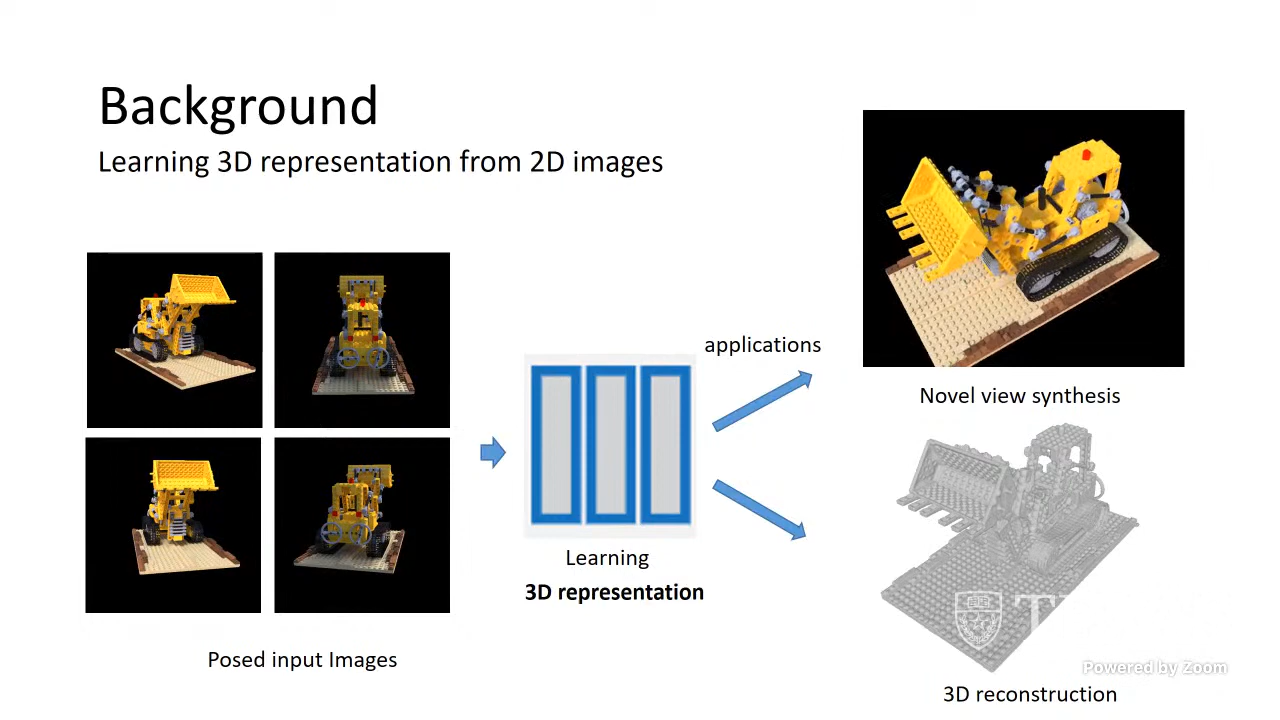 Background
Learning 3D representation from 2D images
applications
Novel view synthesis
Learning
3D representation
Posed input Images
Powered by Zoom
3D reconstruction